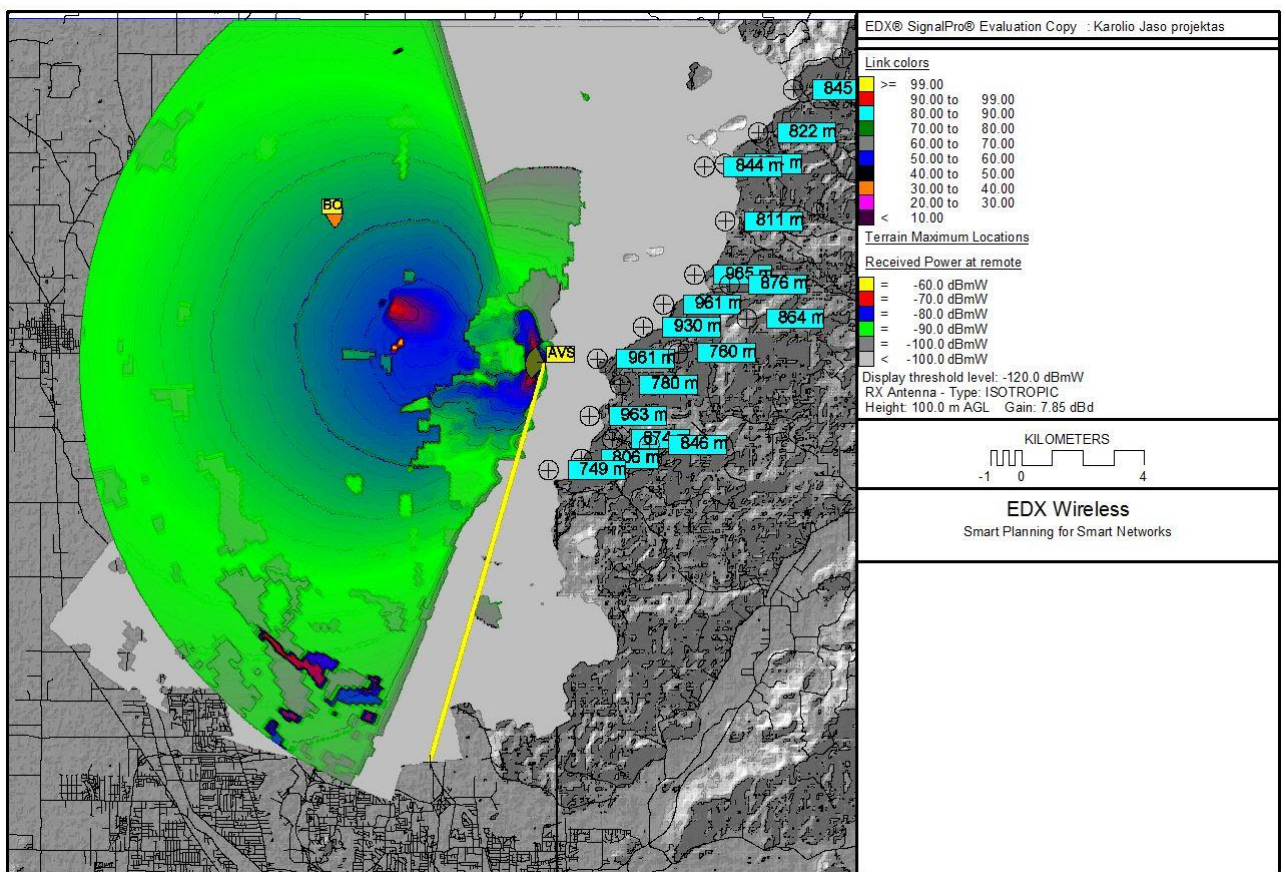 EDX® SignalPro® Evaluation Copy : Karolio Jaso projektas
Link colors
>= 99.00
90.00 to 99.00
80.00 to 90.00
70.00 to 80.00
60.00 to 70.00
50.00 to 60.00
40.00 to 50.00
30.00 to 40.00
20.00 to 30.00
< 10.00
Terrain Maximum Locations
Received Power at remote
= -60.0 dBmW
= -70.0 dBmW
= -80.0 dBmW
= -90.0 dBmW
= -100.0 dBmW
< -100.0 dBmW
Display threshold level: -120.0 dBmW
RX Antenna - Type: ISOTROPIC
Height: 100.0 m AGL Gain: 7.85 dBd
KILOMETERS
-1 0 4
EDX Wireless
Smart Planning for Smart Networks
845
822 m
844 m
m
811 m
BC
965 m
876 m
961 m
864 m
930 m
760 m
AVS
961 m
780 m
963 m
874
846 m
806 m
749 m